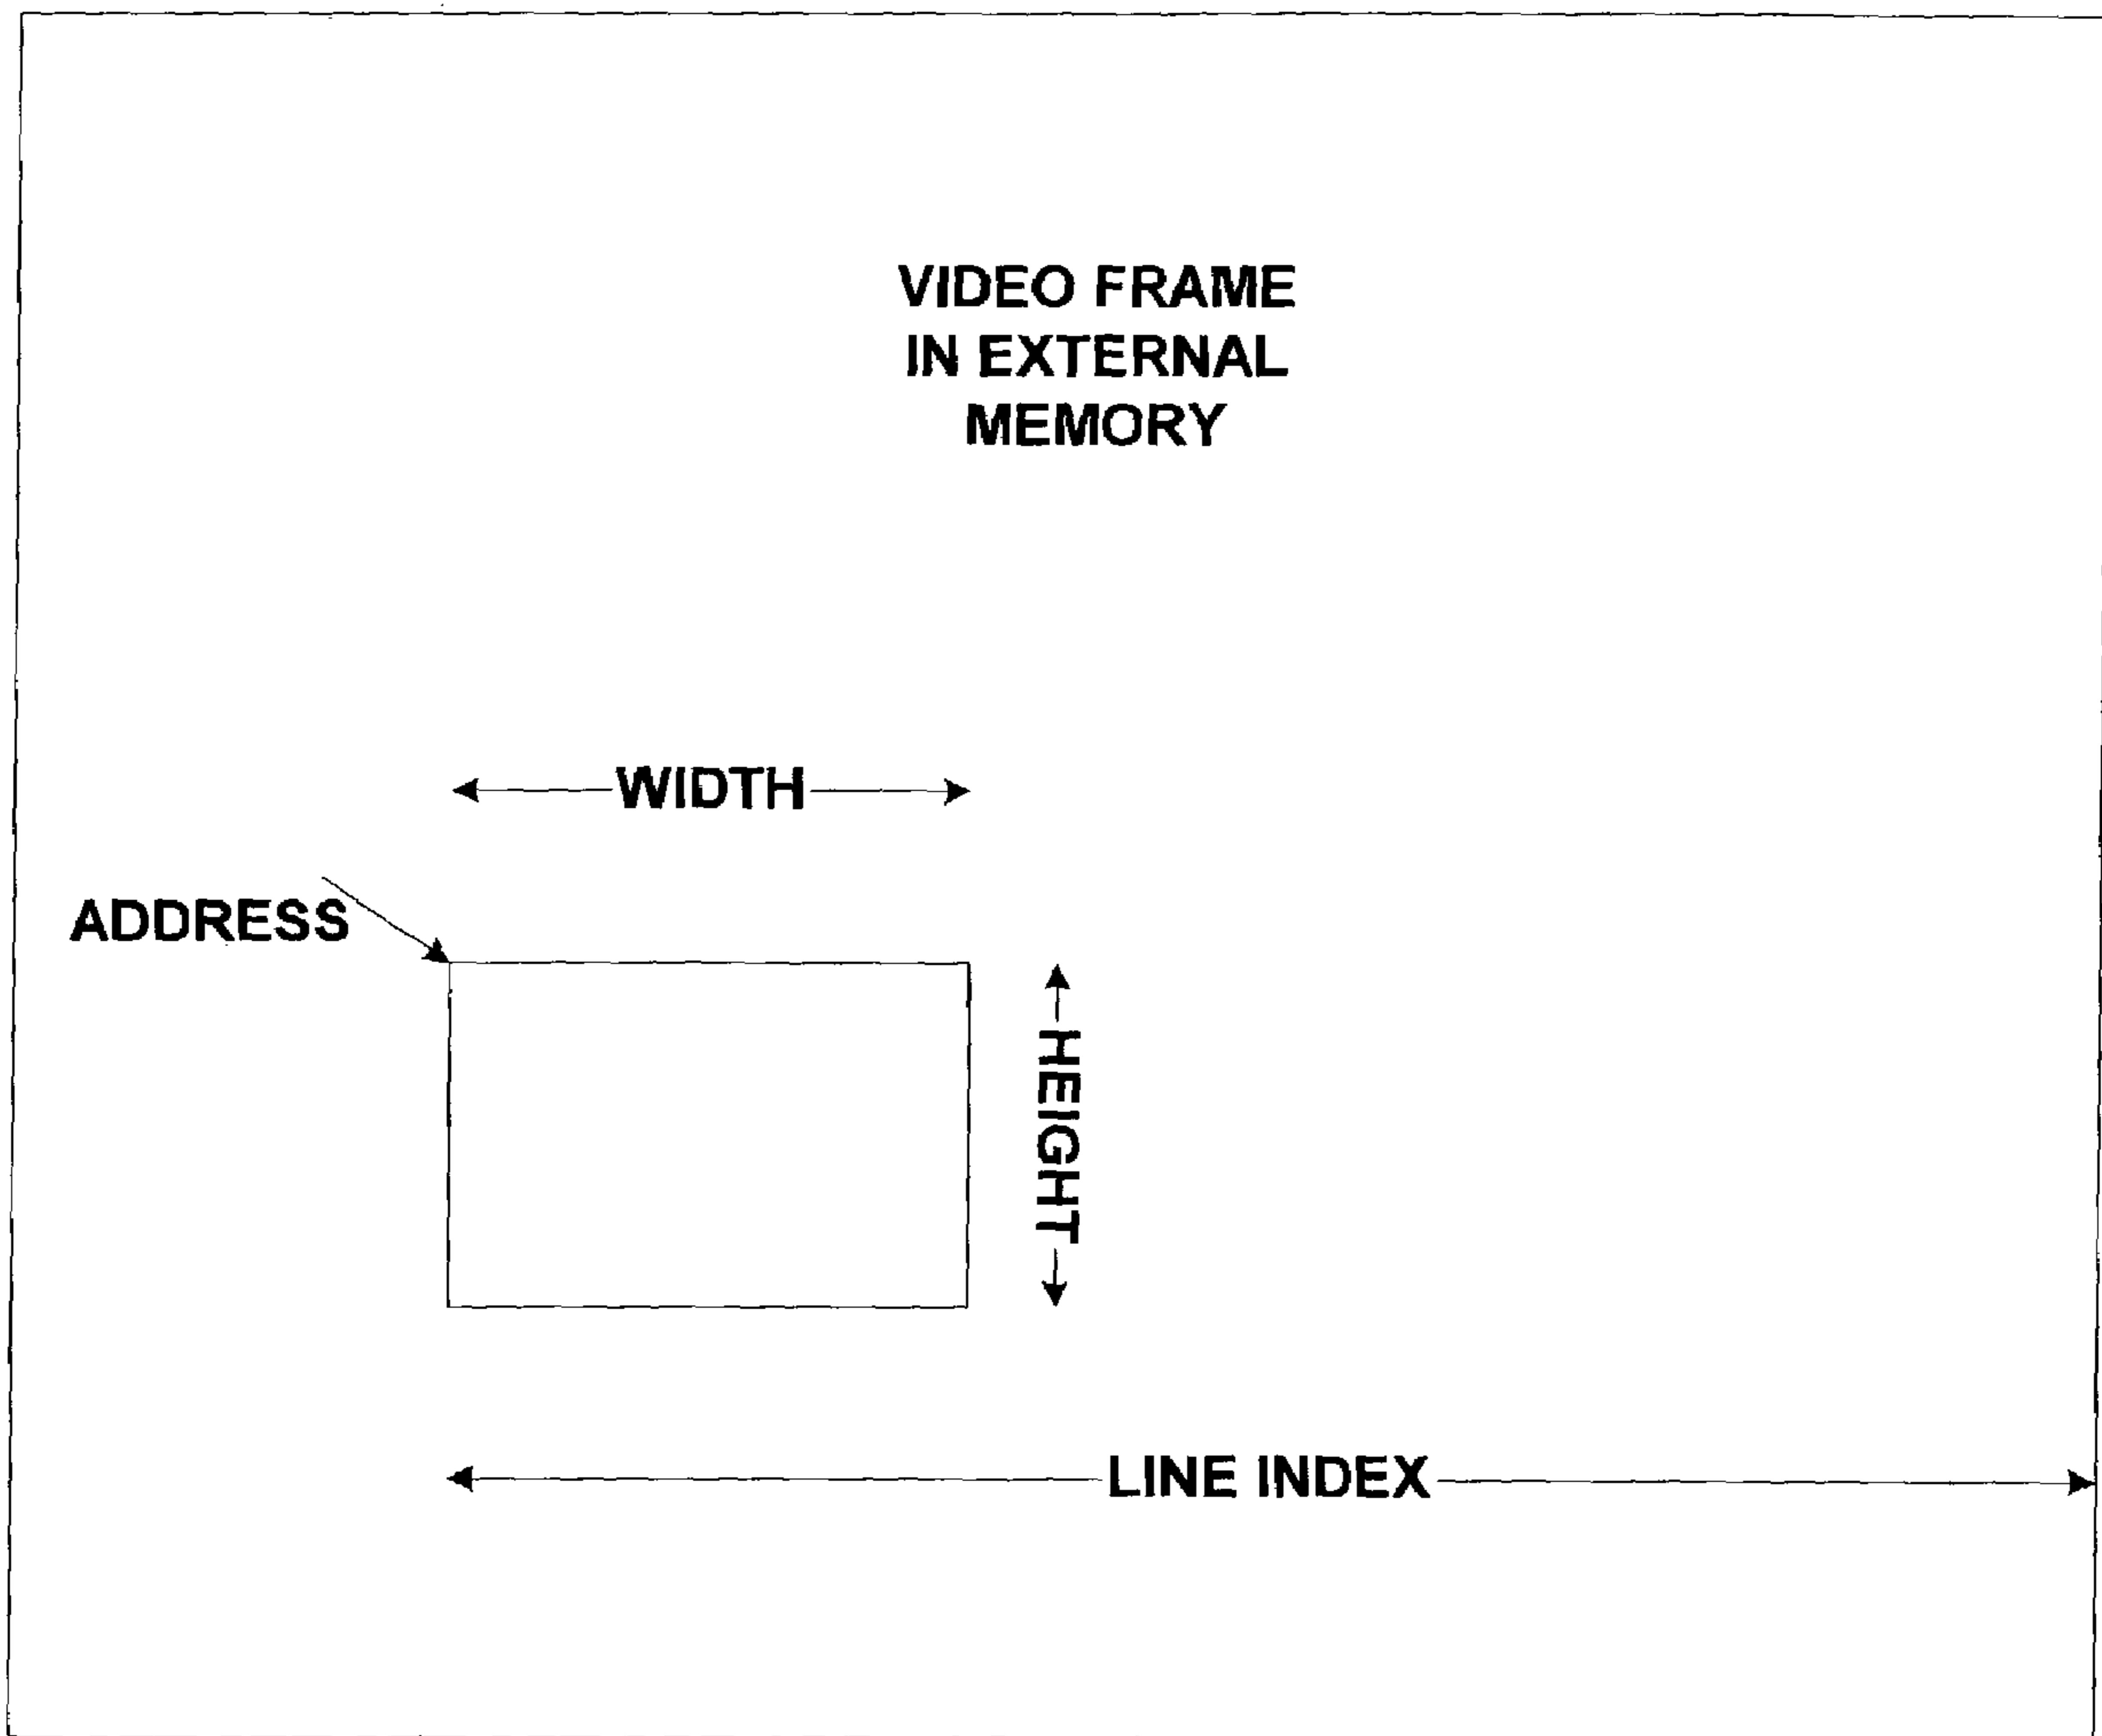 VIDEO FRAME
IN EXTERNAL
MEMORY
WIDTH
ADDRESS
HEIGHT
LINE INDEX